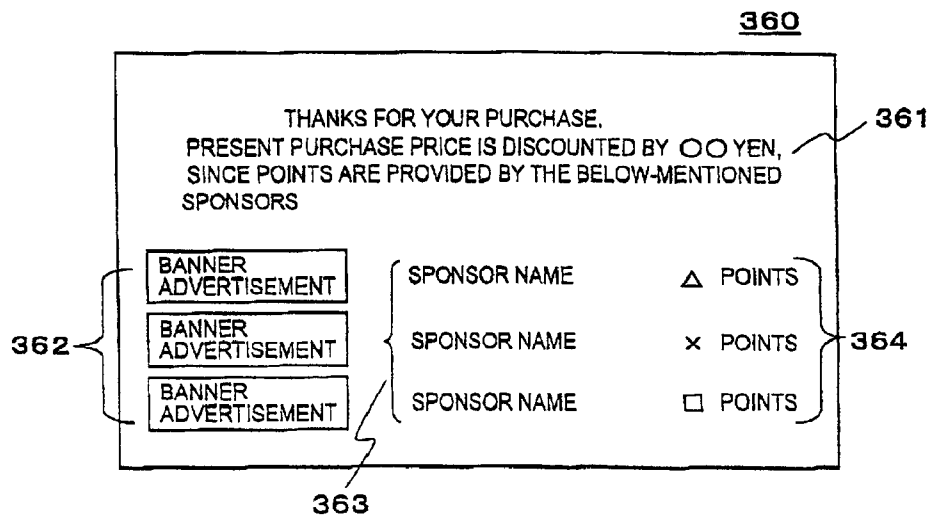 360
THANKS FOR YOUR PURCHASE.
PRESENT PURCHASE PRICE IS DISCOUNTED BY ○○ YEN,
SINCE POINTS ARE PROVIDED BY THE BELOW-MENTIONED
SPONSORS
361
BANNER
ADVERTISEMENT
SPONSOR NAME
△ POINTS
BANNER
ADVERTISEMENT
SPONSOR NAME
× POINTS
BANNER
ADVERTISEMENT
SPONSOR NAME
□ POINTS
362
364
363